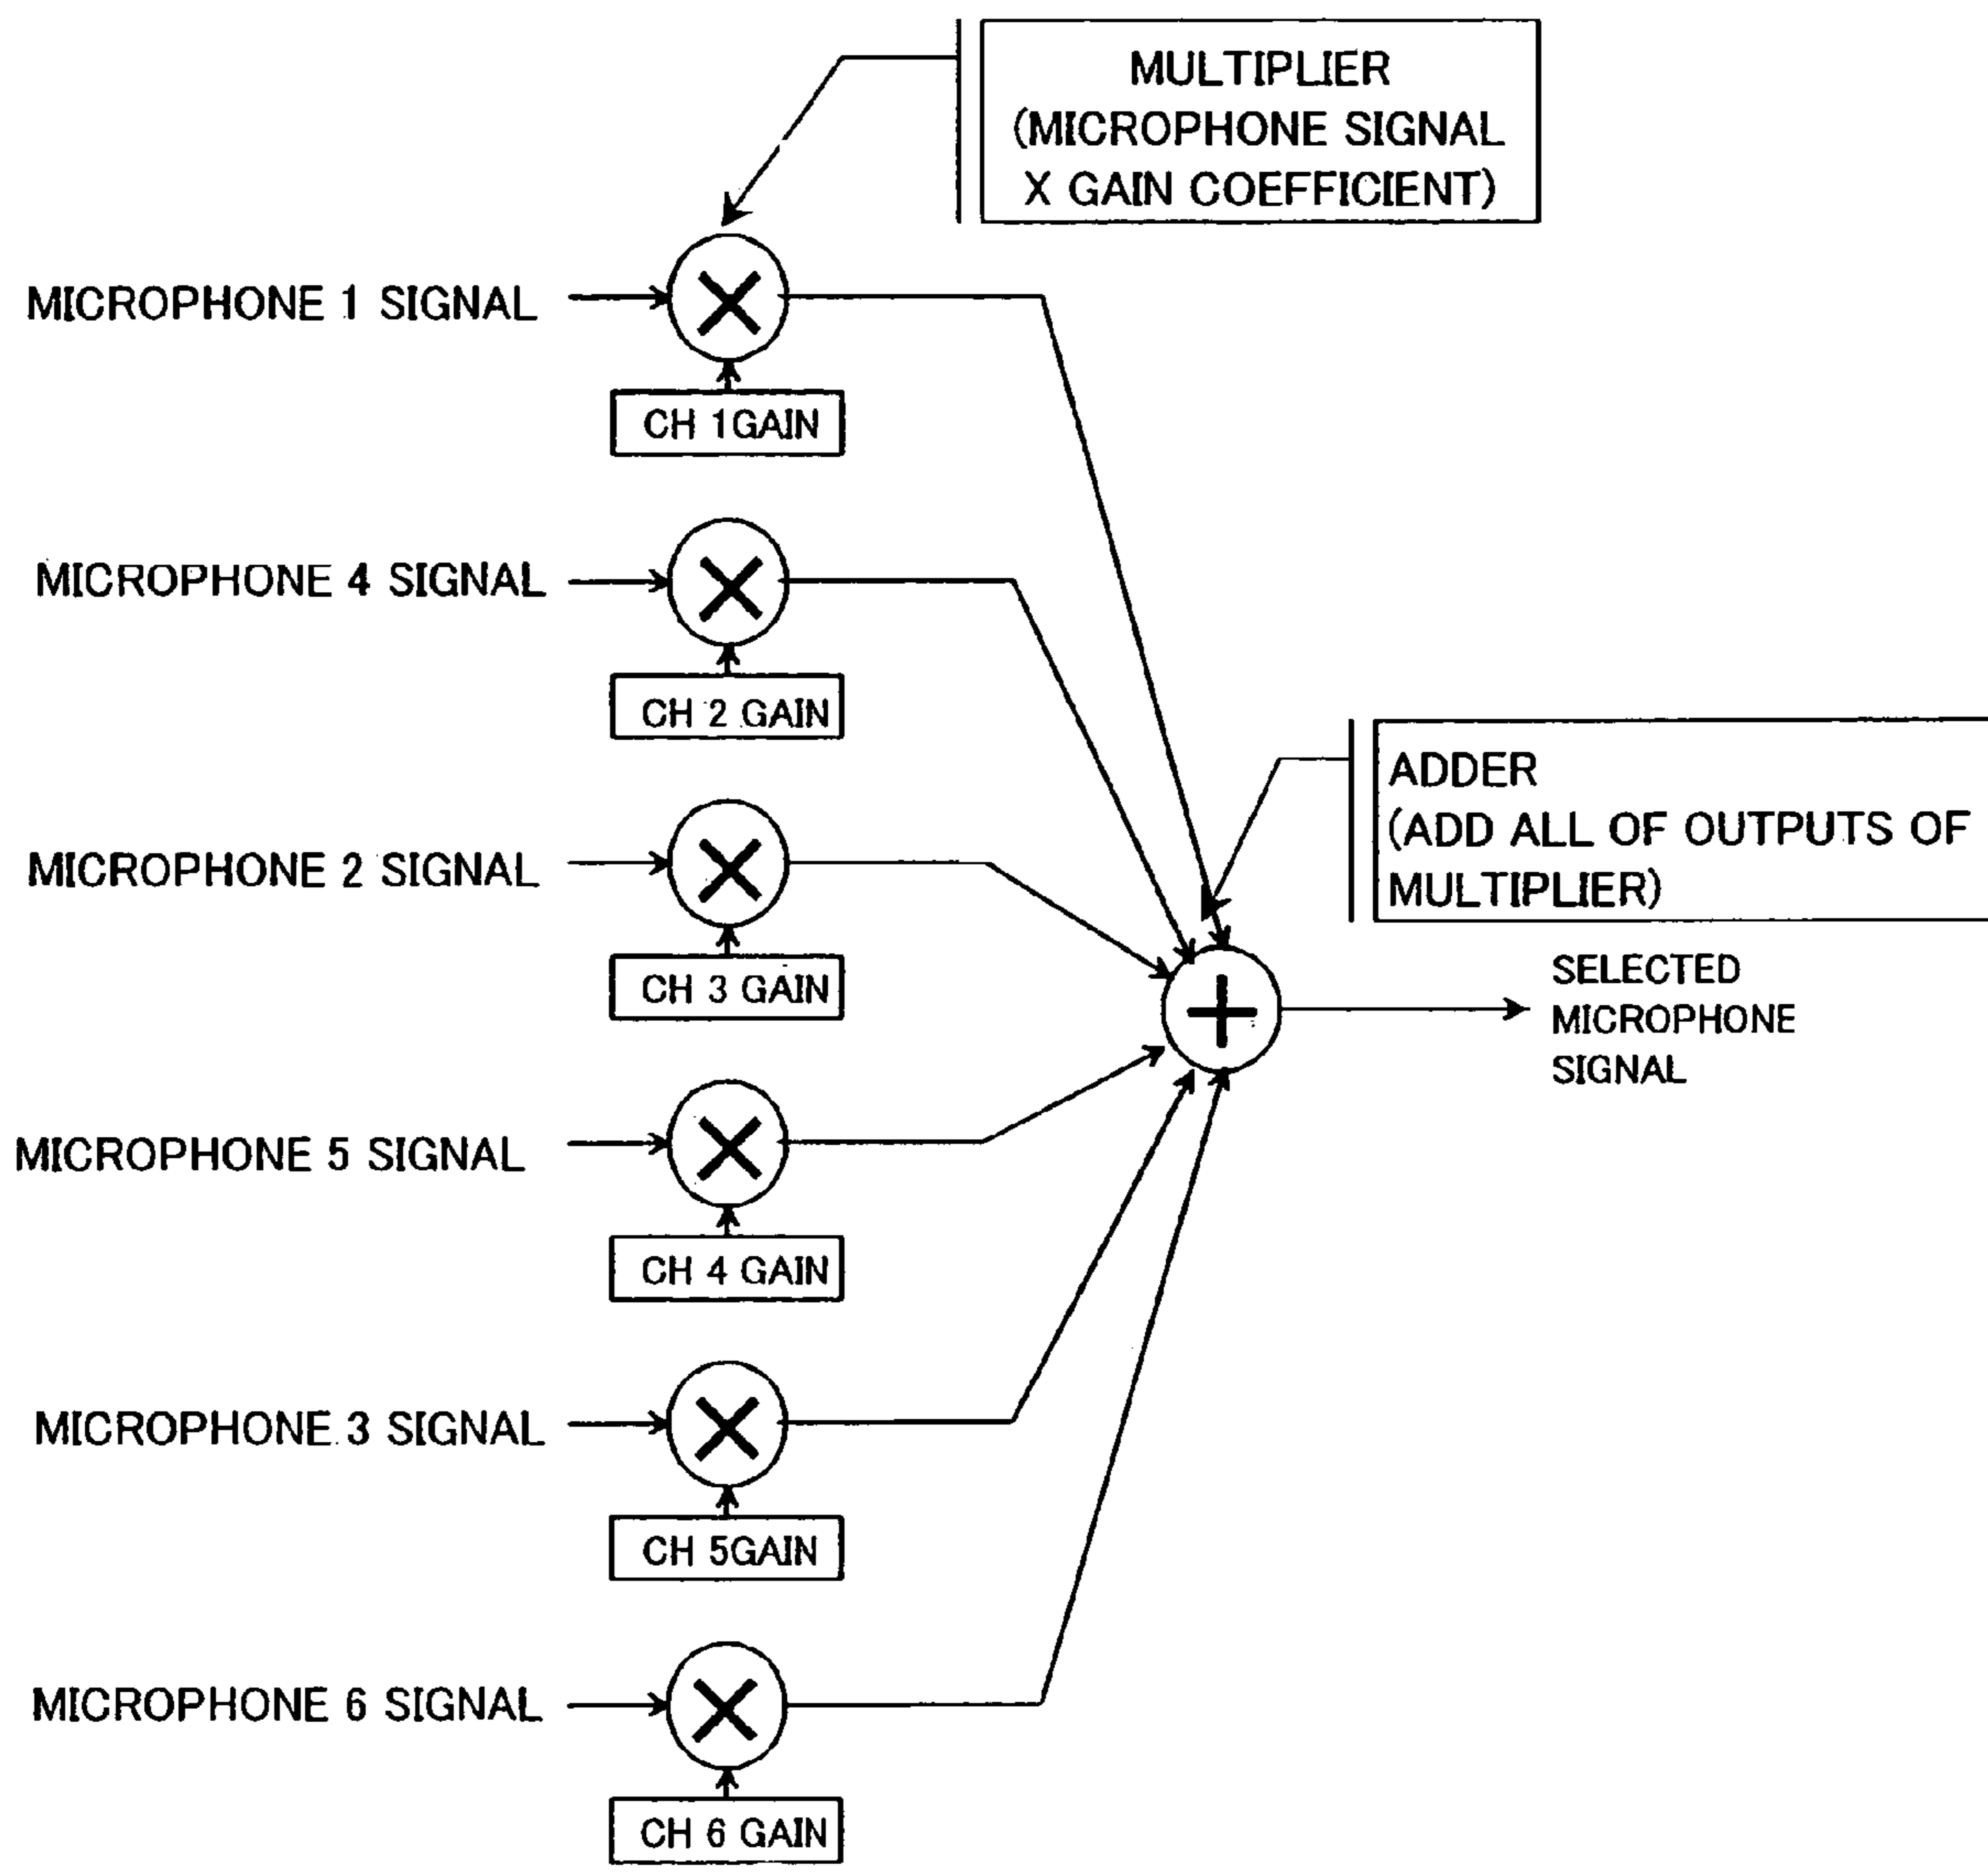 MULTIPLIER
(MICROPHONE SIGNAL
X GAIN COEFFICIENT)
MICROPHONE 1 SIGNAL
CH 1GAIN
MICROPHONE 4 SIGNAL
CH 2 GAIN
ADDER
(ADD ALL OF OUTPUTS OF
MULTIPLIER)
MICROPHONE 2 SIGNAL
CH 3 GAIN
SELECTED
MICROPHONE
SIGNAL
MICROPHONE 5 SIGNAL
CH 4 GAIN
MICROPHONE 3 SIGNAL
CH 5GAIN
MICROPHONE 6 SIGNAL
CH 6 GAIN